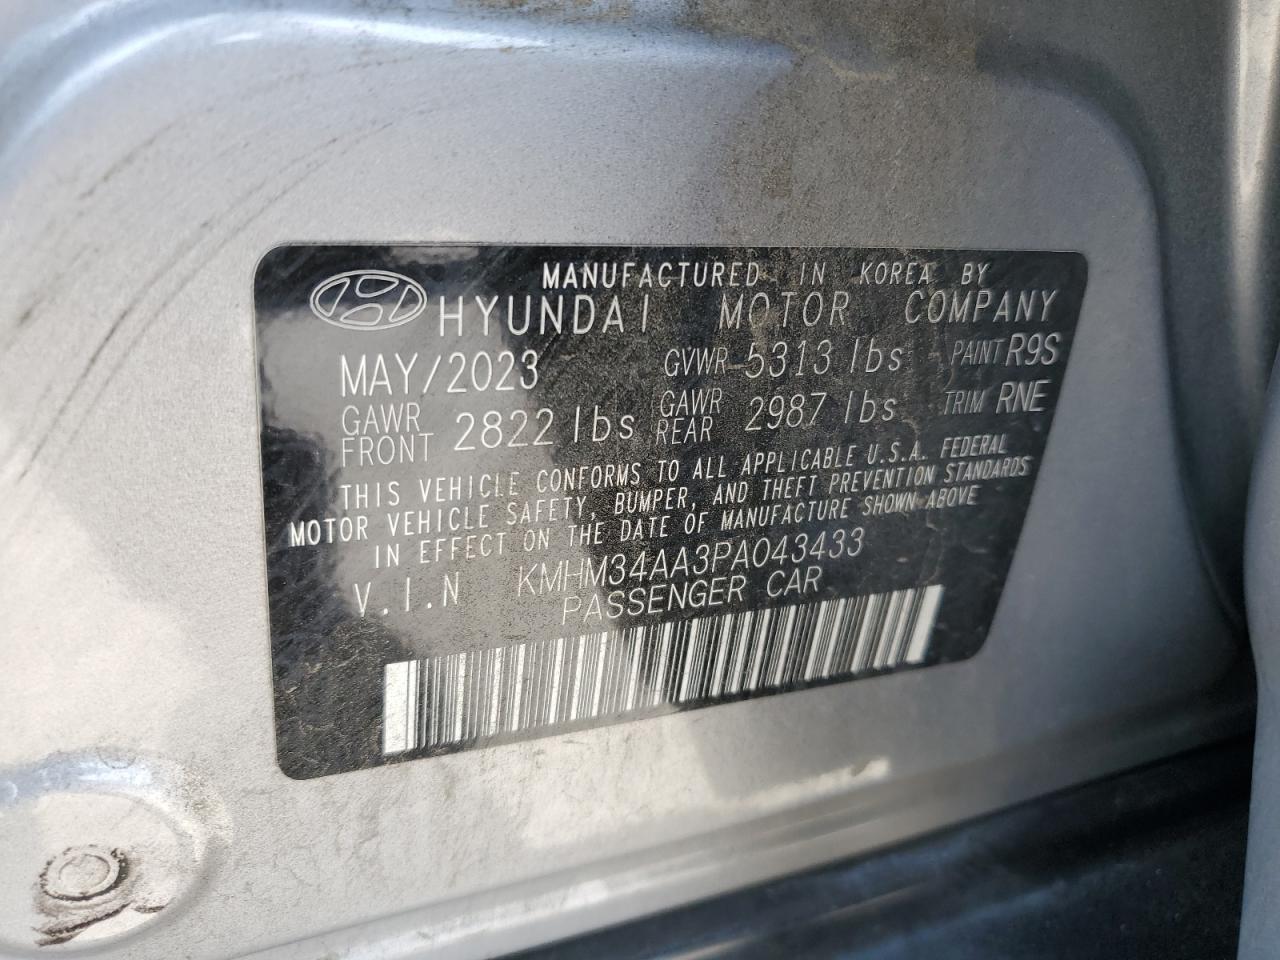 MANUFACTURED IN KOREA BY
HYUNDAI MOTOR COMPANY
MAY/2023 GVWR 5313 lbs PAINT R9S
GAWR FRONT 2822 lbs GAWR REAR 2987 lbs TRIM RNE
THIS VEHICLE CONFORMS TO ALL APPLICABLE U.S.A. FEDERAL
MOTOR VEHICLE SAFETY, BUMPER, AND THEFT PREVENTION STANDARDS
IN EFFECT ON THE DATE OF MANUFACTURE SHOWN ABOVE
V.I.N KMHM34AA3PA043433
PASSENGER CAR